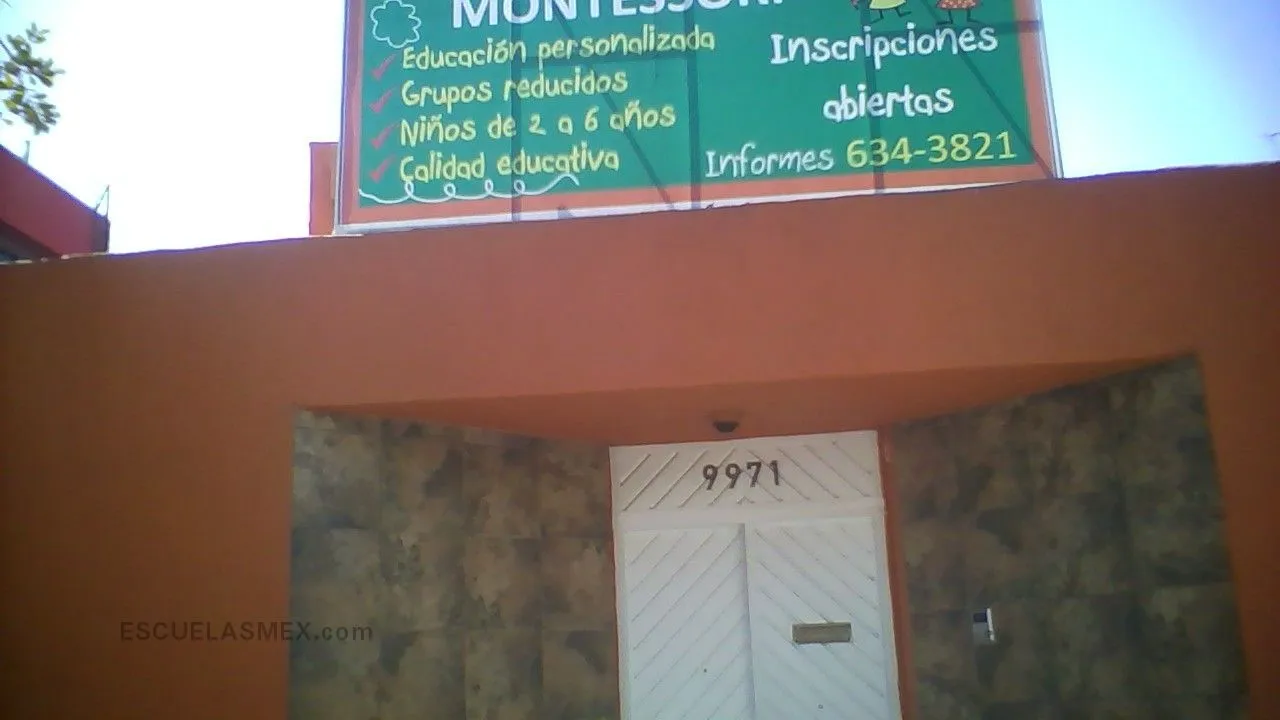 MONTESSORI
Educación personalizada
Grupos reducidos
Niños de 2 a 6 años
Calidad educativa
Inscripciones
abiertas
Informes 634-3821
9971
ESCUELASMEX.com